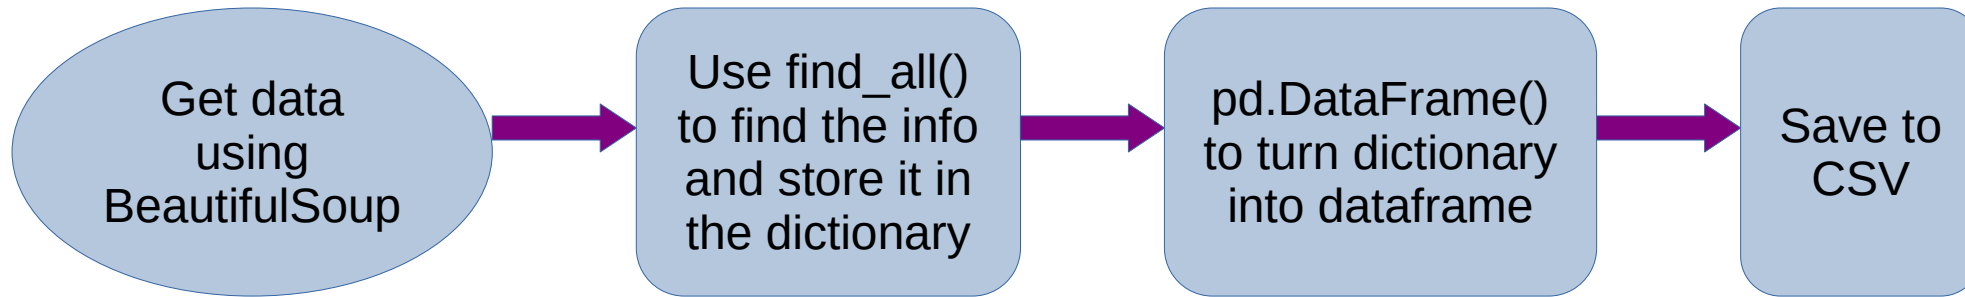 Get data
using
BeautifulSoup
Use find_all()
to find the info
and store it in
the dictionary
pd.DataFrame()
to turn dictionary
into dataframe
Save to
CSV